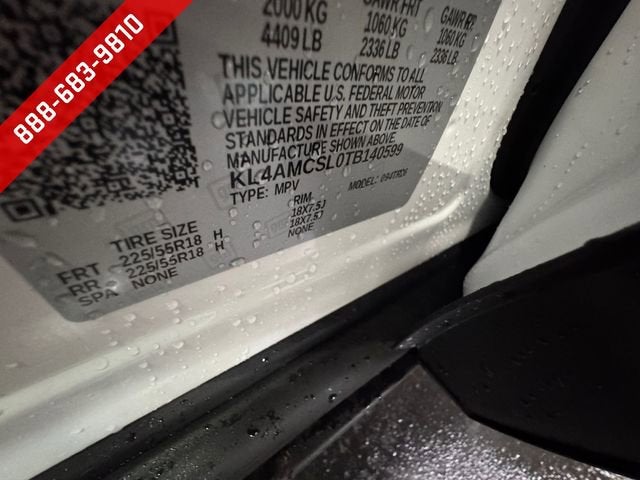 888-683-9810
2000 KG
4409 LB
GAWR FRT
1060 KG
2336 LB
GAWR RR
1060 KG
2336 LB
THIS VEHICLE CONFORMS TO ALL
APPLICABLE U.S. FEDERAL MOTOR
VEHICLE SAFETY AND THEFT PREVENTION
STANDARDS IN EFFECT ON THE DATE OF
MANUFACTURE SHOWN ABOVE
KL4AMCSL0TB140599
TYPE: MPV
MODEL:
TIRE SIZE RIM
FRT 225/55R18 H 18X7.5J
RR 225/55R18 H 18X7.5J
SPA NONE NONE